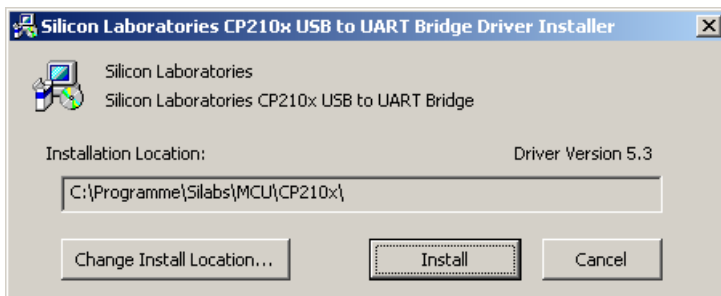 Silicon Laboratories CP210x USB to UART Bridge Driver Installer
Silicon Laboratories
Silicon Laboratories CP210x USB to UART Bridge
Installation Location: Driver Version 5.3
C:\Programme\Silabs\MCU\CP210x\
Change Install Location... Install Cancel